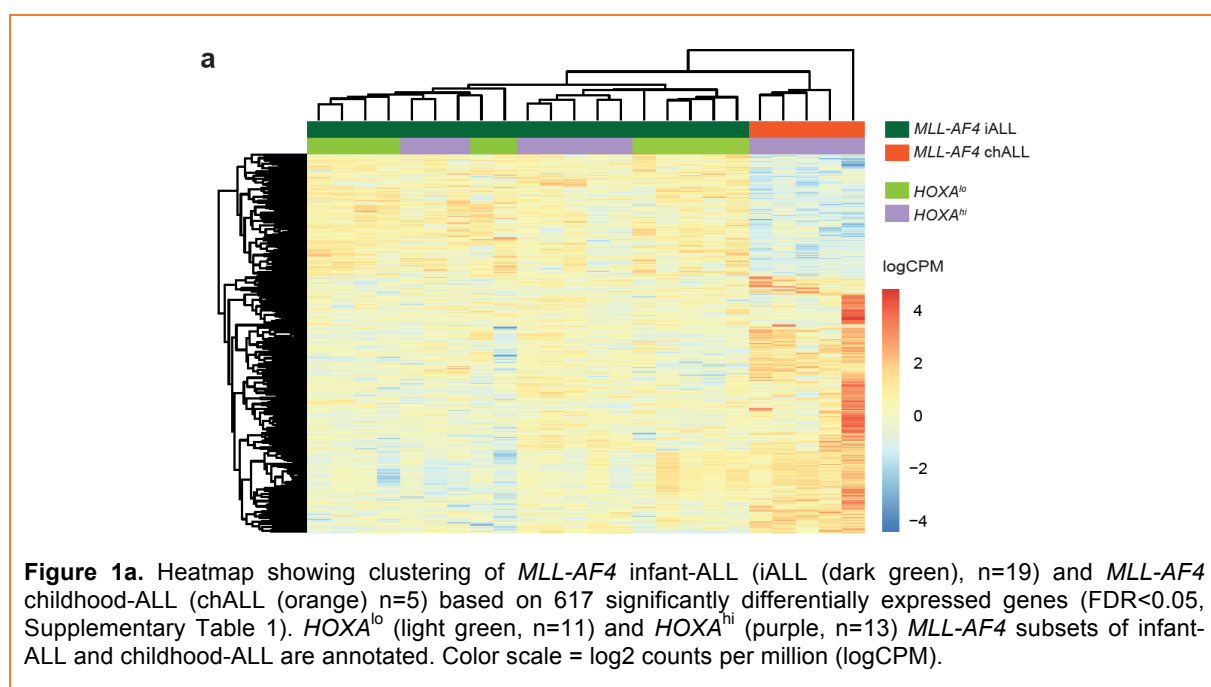 a
MLL-AF4 iALL
MLL-AF4 chALL
HOXAlo
HOXAhi
logCPM
4
2
0
−2
−4
Figure 1a. Heatmap showing clustering of MLL-AF4 infant-ALL (iALL (dark green), n=19) and MLL-AF4
childhood-ALL (chALL (orange) n=5) based on 617 significantly differentially expressed genes (FDR<0.05,
Supplementary Table 1). HOXAlo (light green, n=11) and HOXAhi (purple, n=13) MLL-AF4 subsets of infant-
ALL and childhood-ALL are annotated. Color scale = log2 counts per million (logCPM).